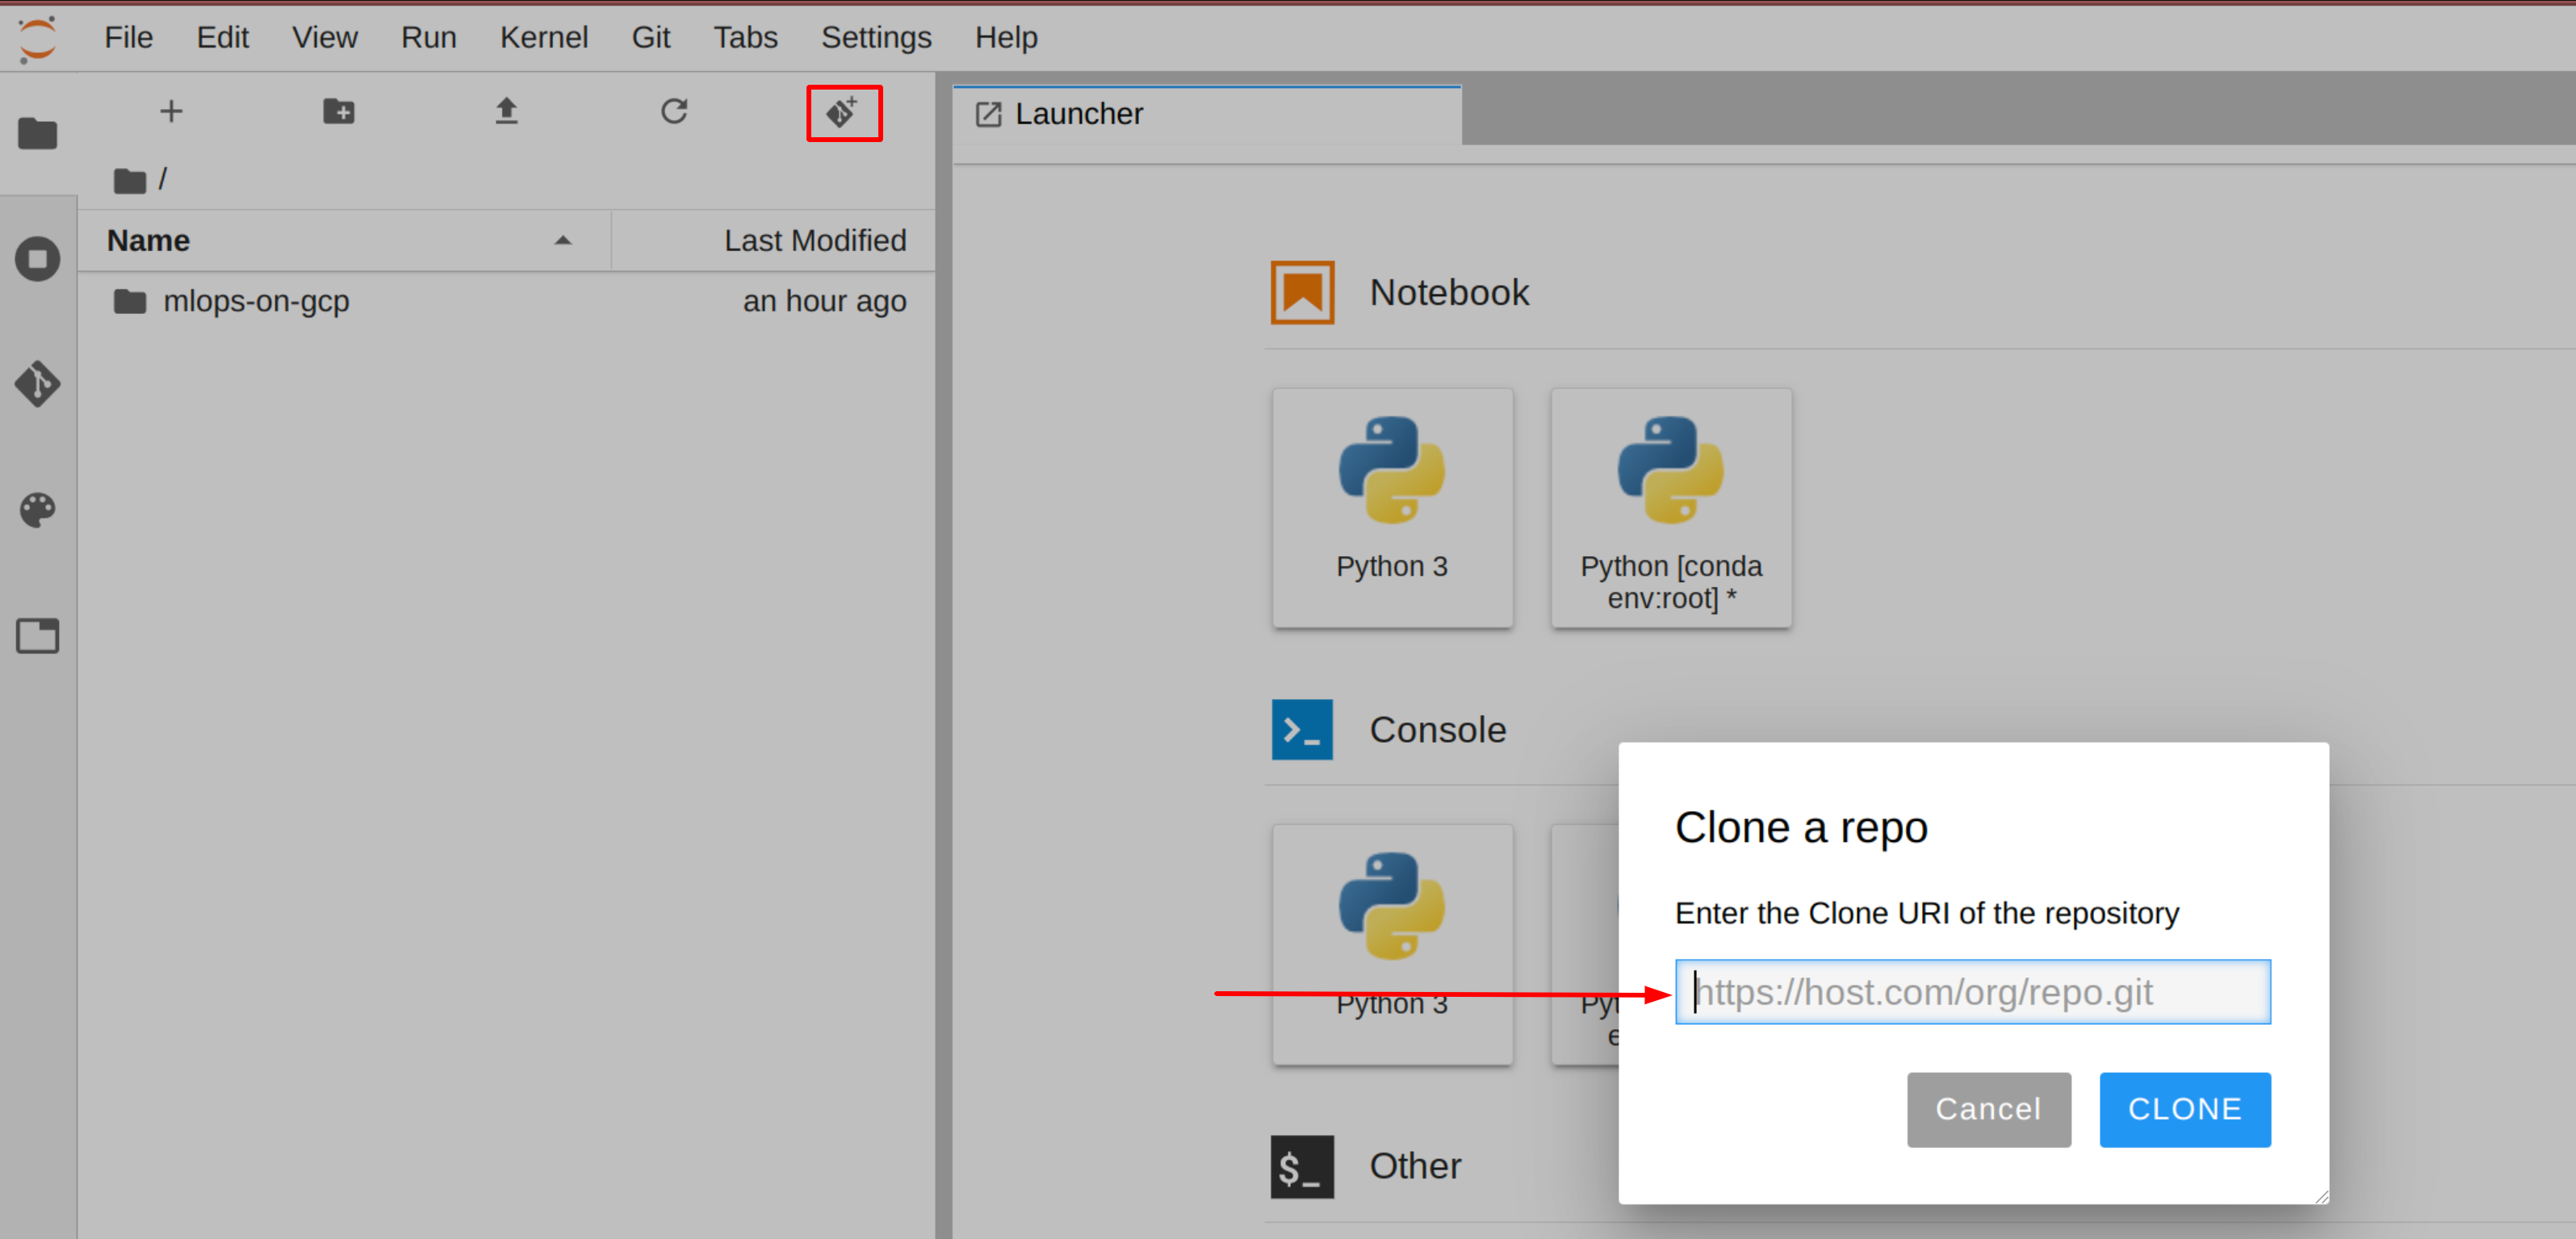 File Edit View Run Kernel Git Tabs Settings Help
Launcher
/
Name Last Modified
mlops-on-gcp an hour ago
Notebook
Python 3
Python [conda
env:root] *
Console
Python 3
Pyt
e
Other
$_
Clone a repo
Enter the Clone URI of the repository
https://host.com/org/repo.git
Cancel CLONE